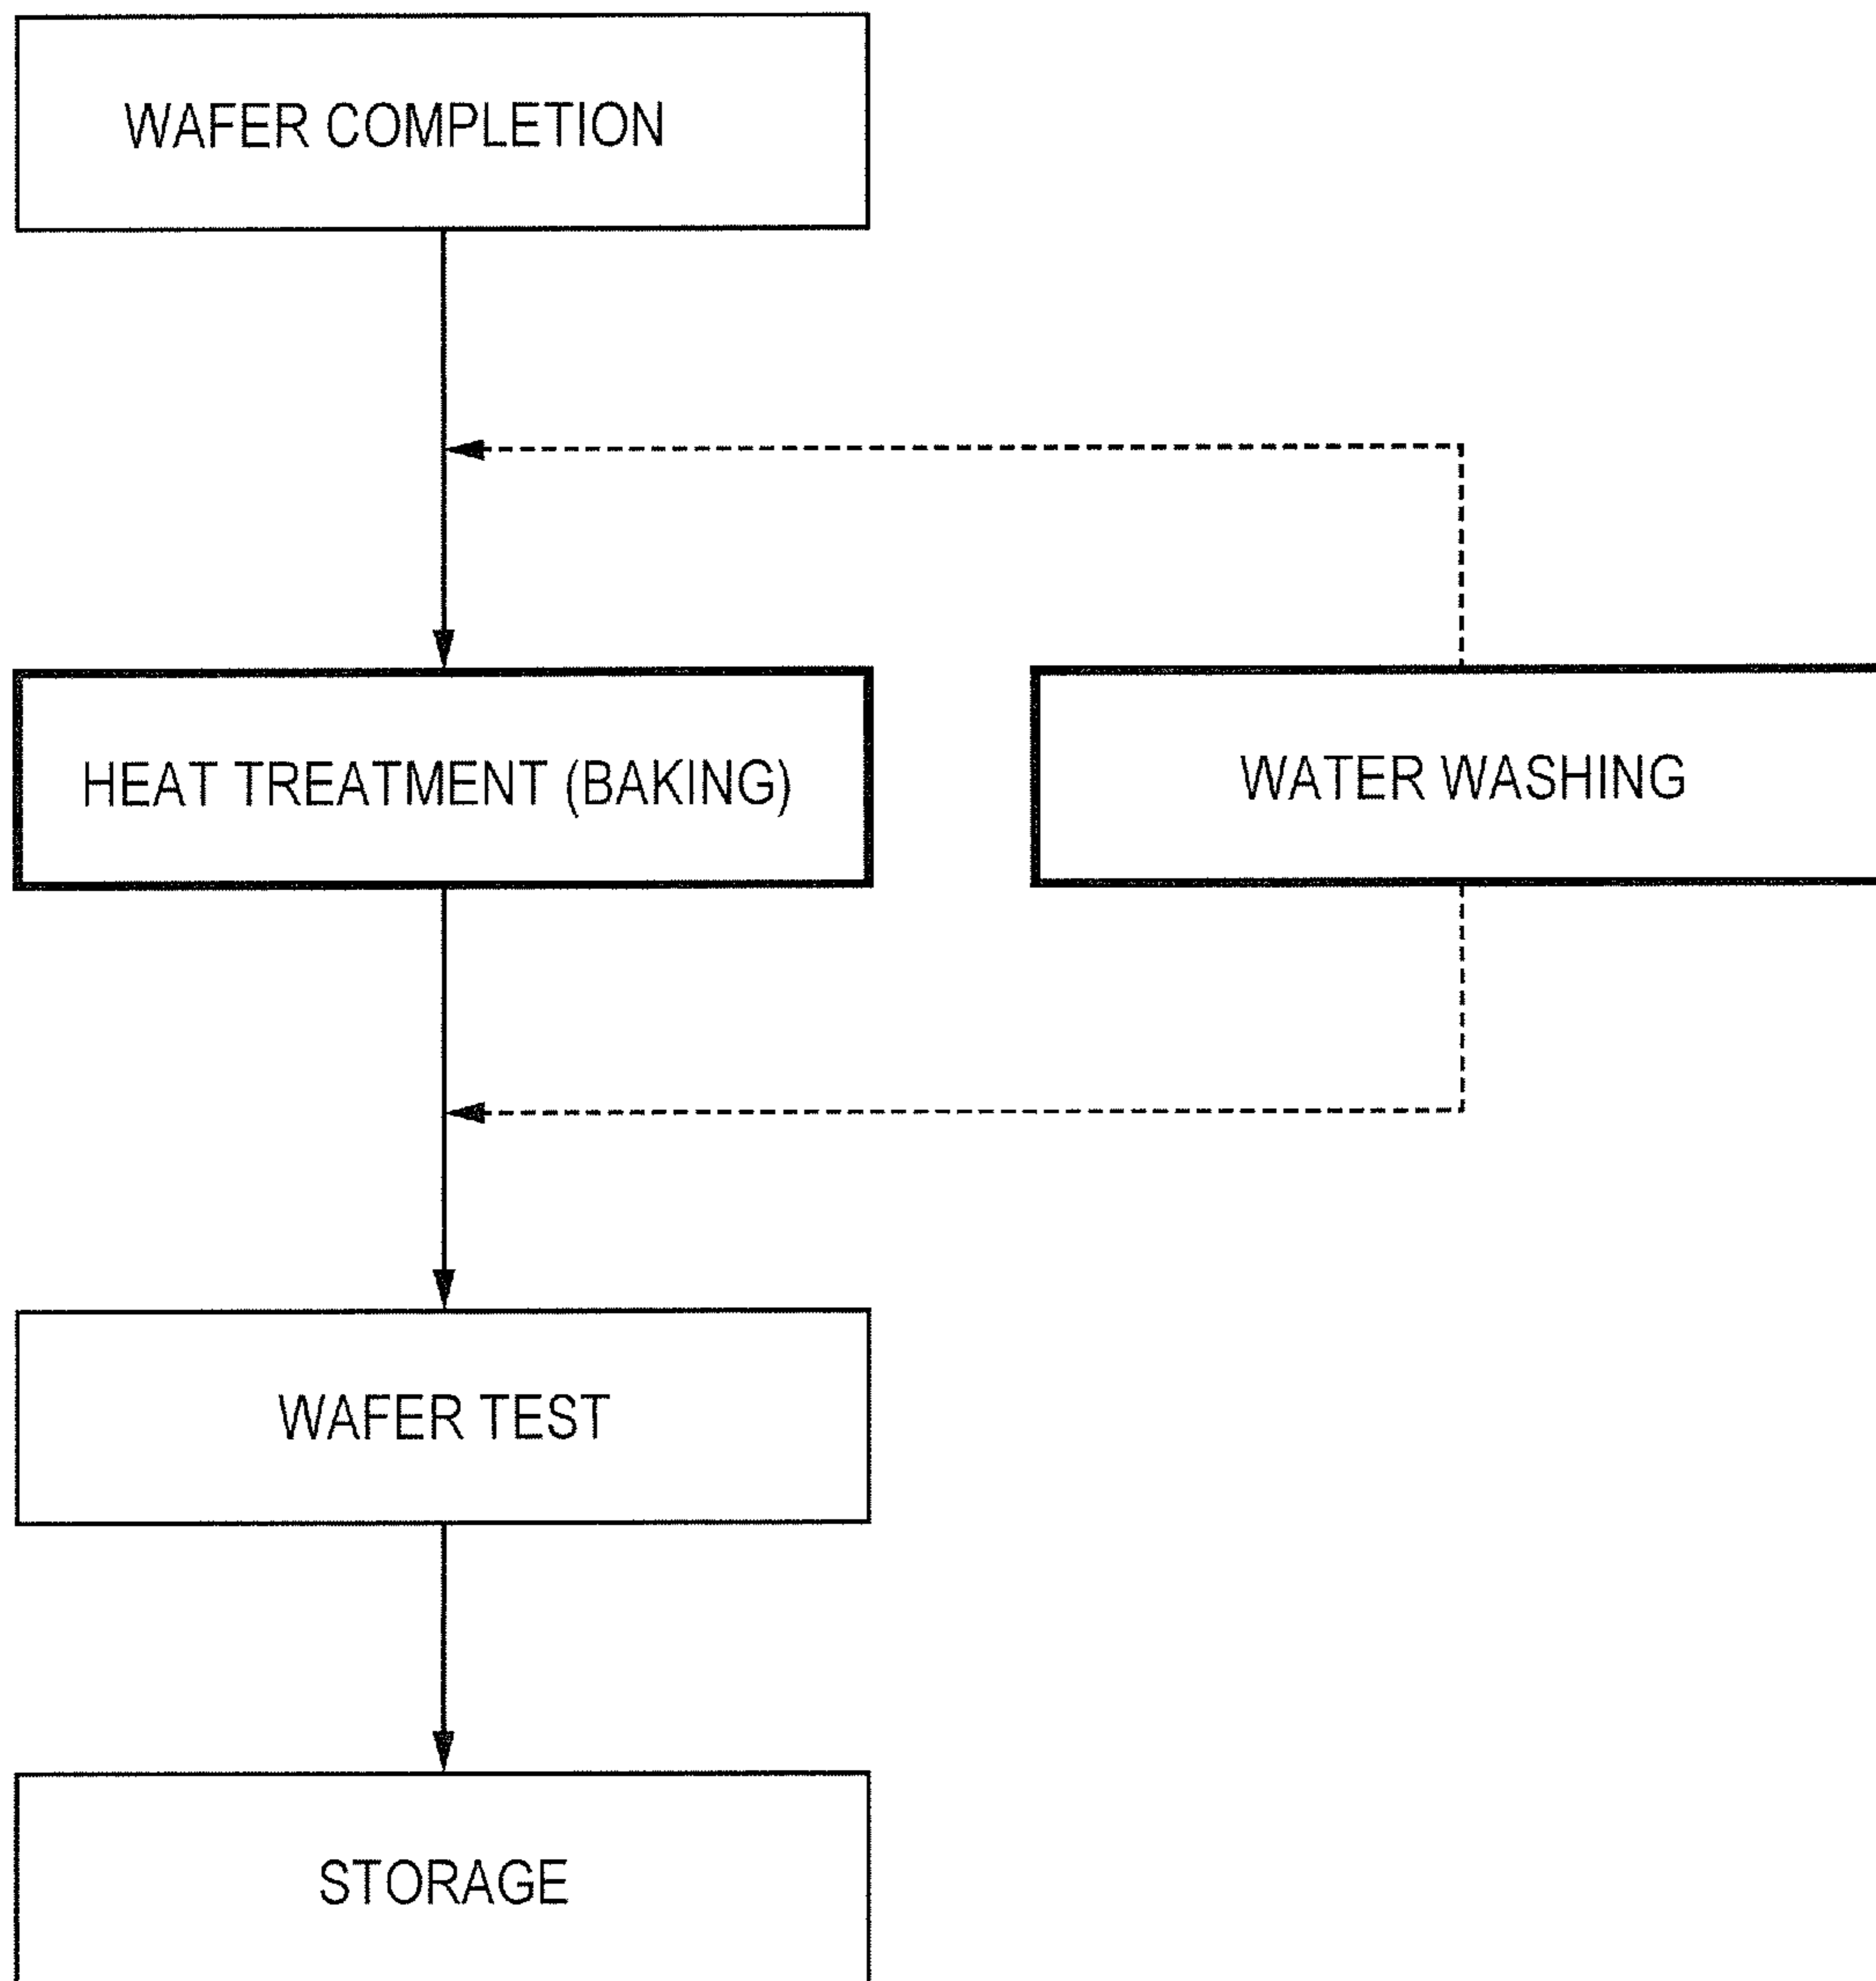 WAFER COMPLETION
HEAT TREATMENT (BAKING)
WATER WASHING
WAFER TEST
STORAGE